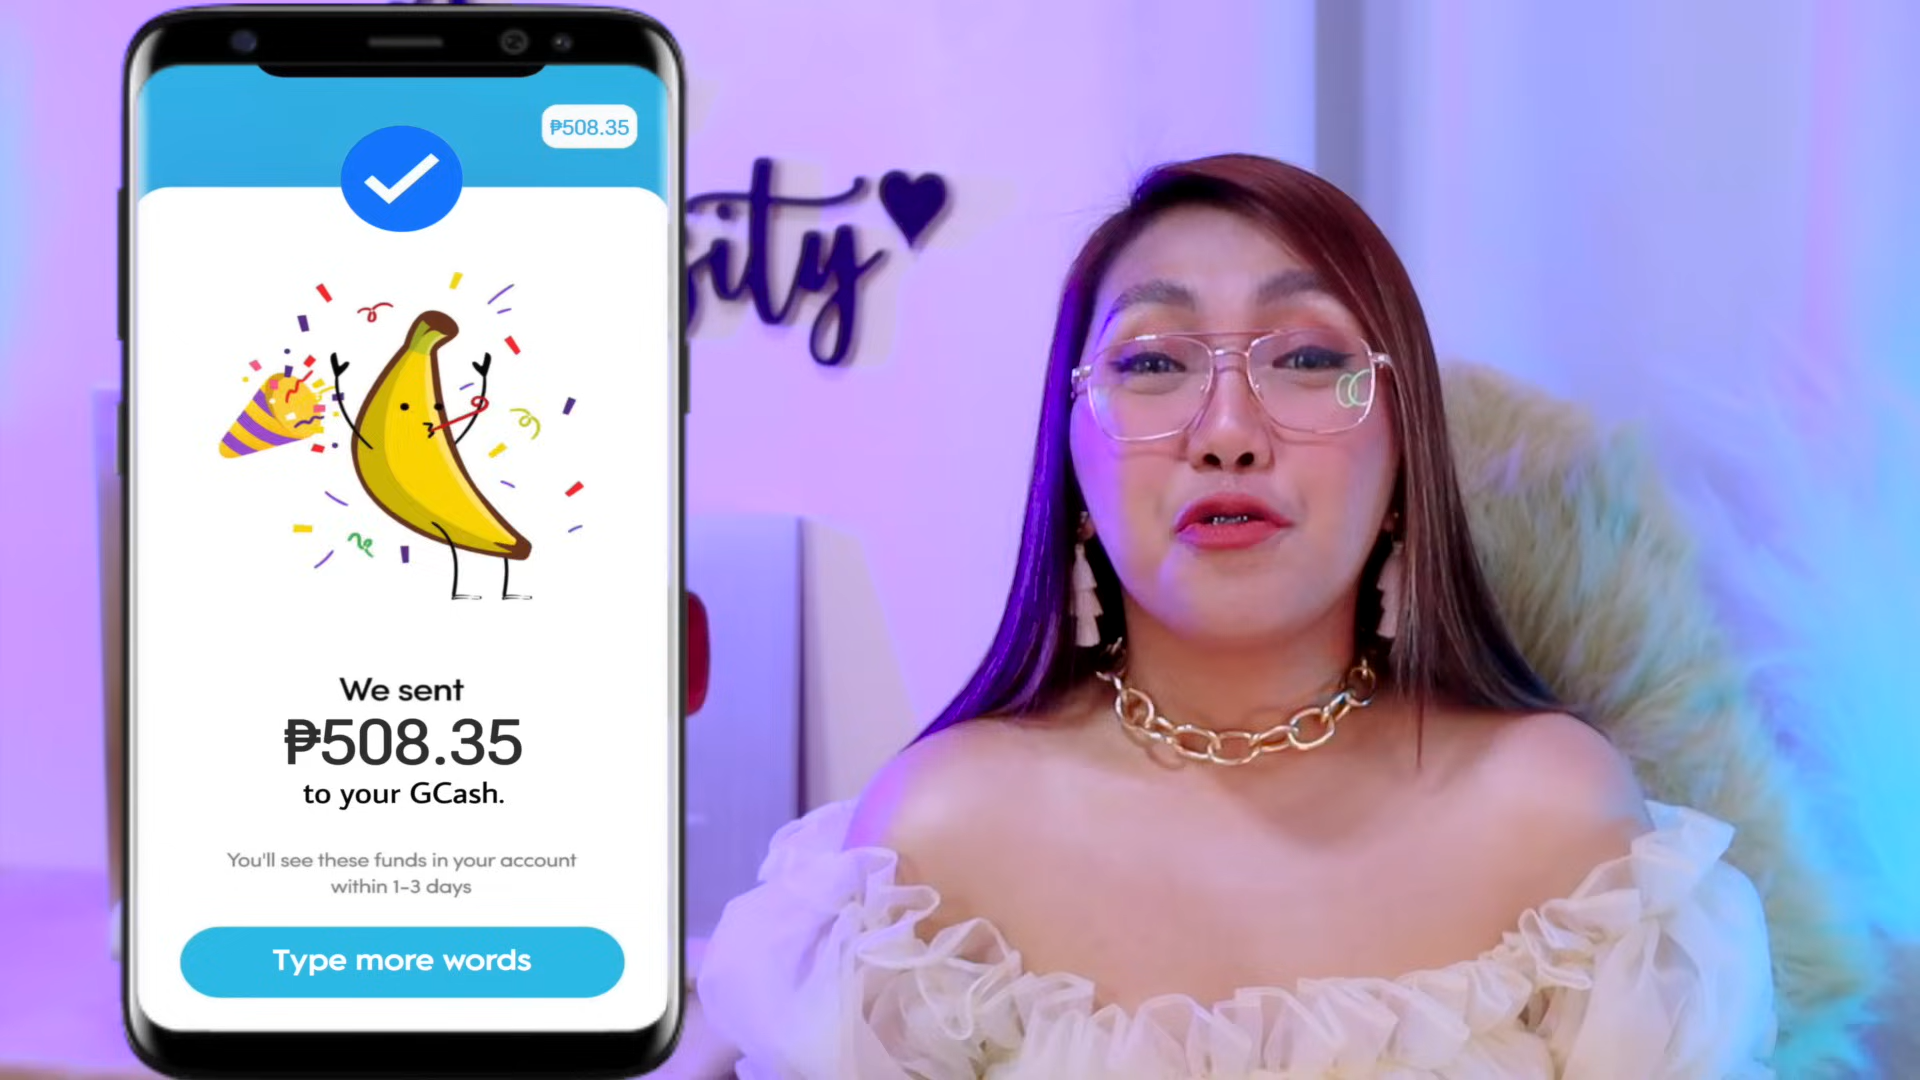 ₱508.35
We sent
₱508.35
to your GCash.
You'll see these funds in your account
within 1-3 days
Type more words
sity